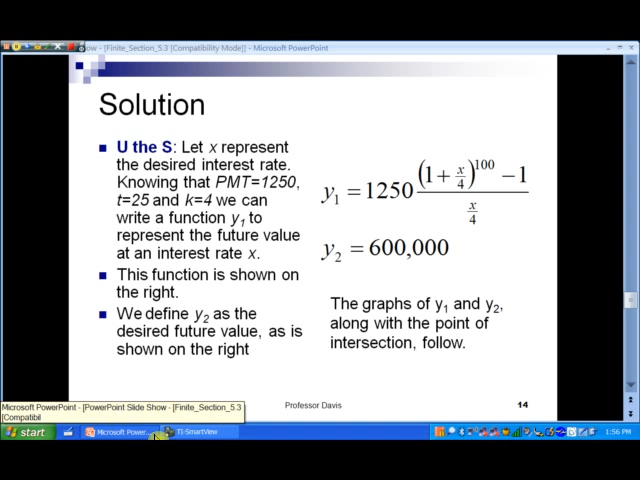 ow - [Finite_Section_5.3 [Compatibility Mode]] - Microsoft PowerPoint
Solution
U the S: Let x represent
the desired interest rate.
Knowing that PMT=1250,
t=25 and k=4 we can
write a function y₁ to
represent the future value
at an interest rate x.
This function is shown on
the right.
We define y₂ as the
desired future value, as is
shown on the right
y₁ = 1250 ((1 + x/4)^100 − 1) / (x/4)
y₂ = 600,000
The graphs of y₁ and y₂,
along with the point of
intersection, follow.
Professor Davis
14
Microsoft PowerPoint - [PowerPoint Slide Show - [Finite_Section_5.3
[Compatibil
start
Microsoft Power...
TI-SmartView
1:56 PM